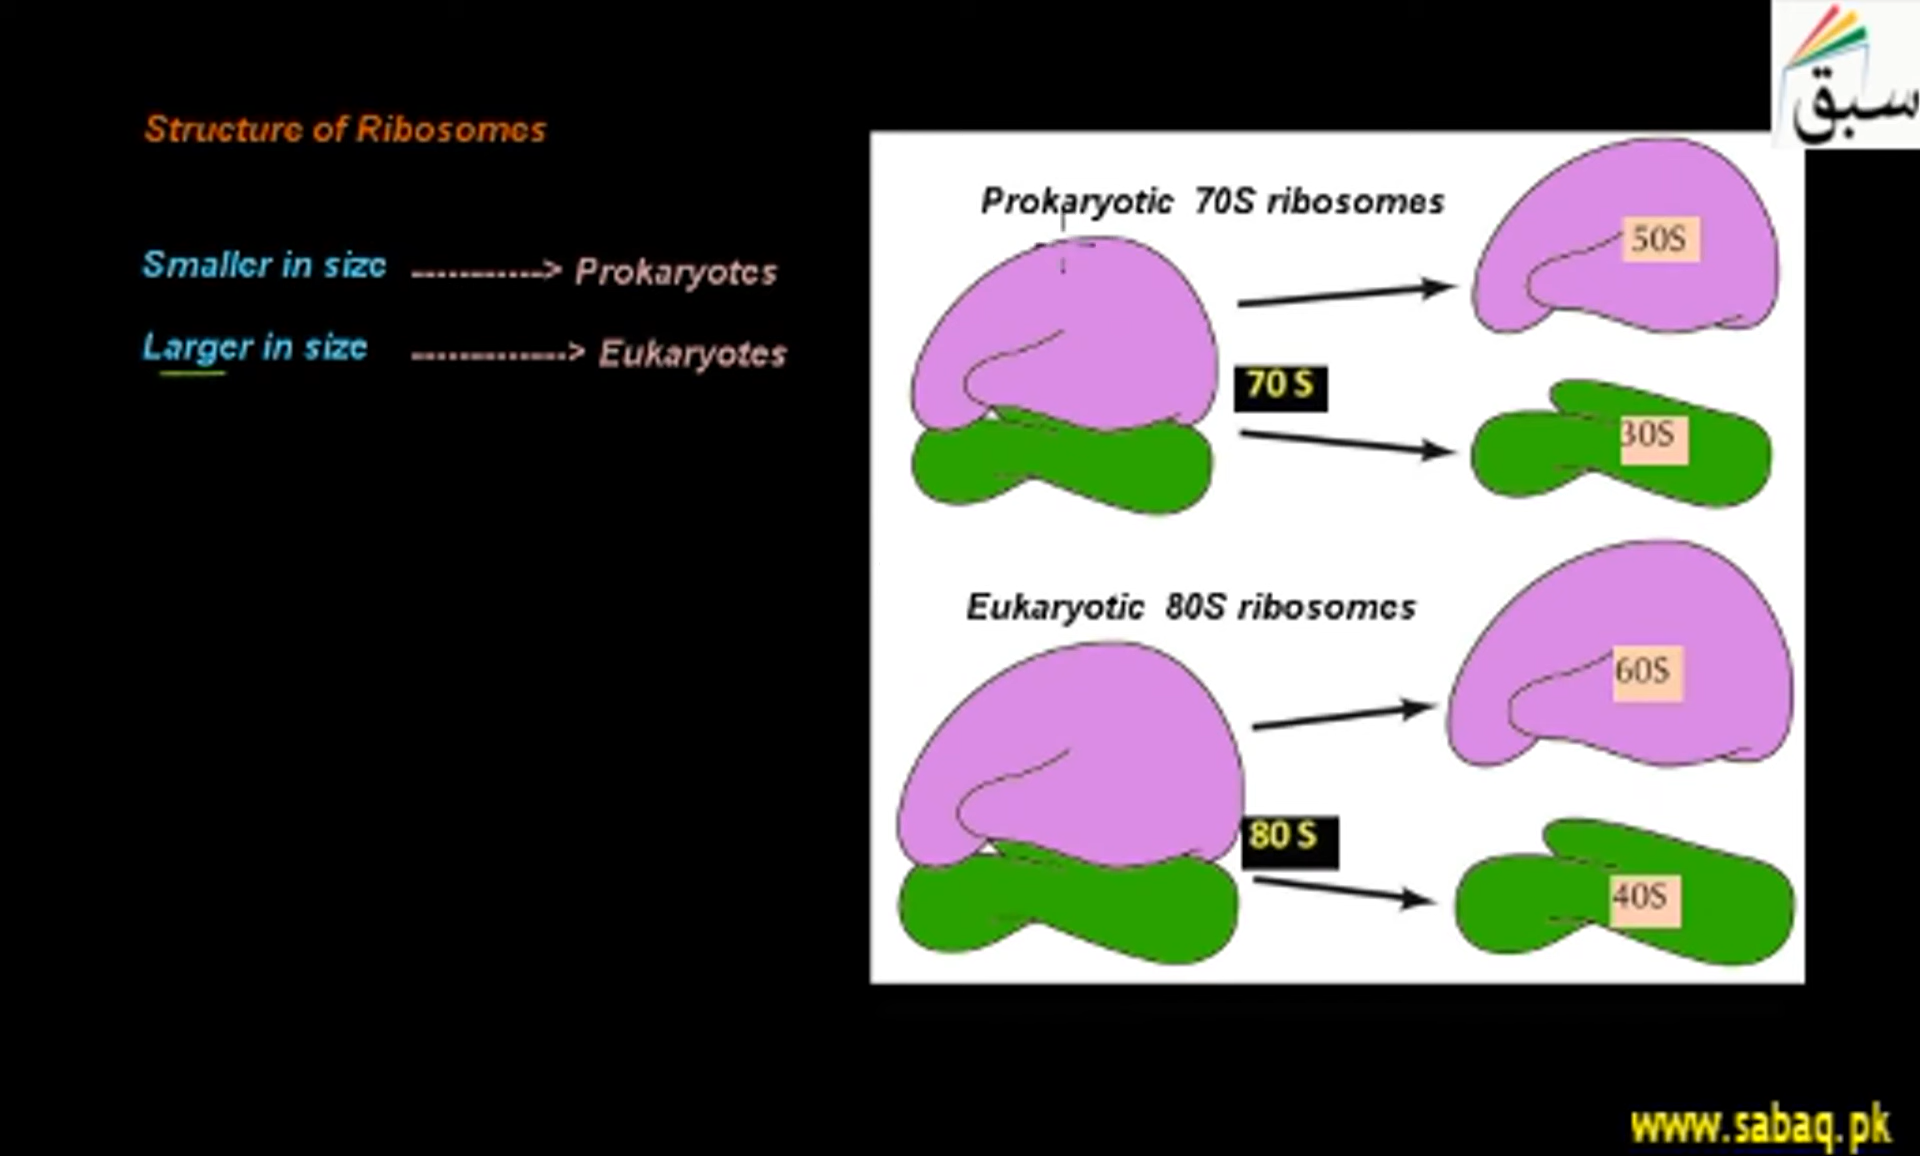 سبق
Structure of Ribosomes
Smaller in size ------------> Prokaryotes
Larger in size --------------> Eukaryotes
Prokaryotic 70S ribosomes
50S
70 S
30S
Eukaryotic 80S ribosomes
60S
80 S
40S
www.sabaq.pk